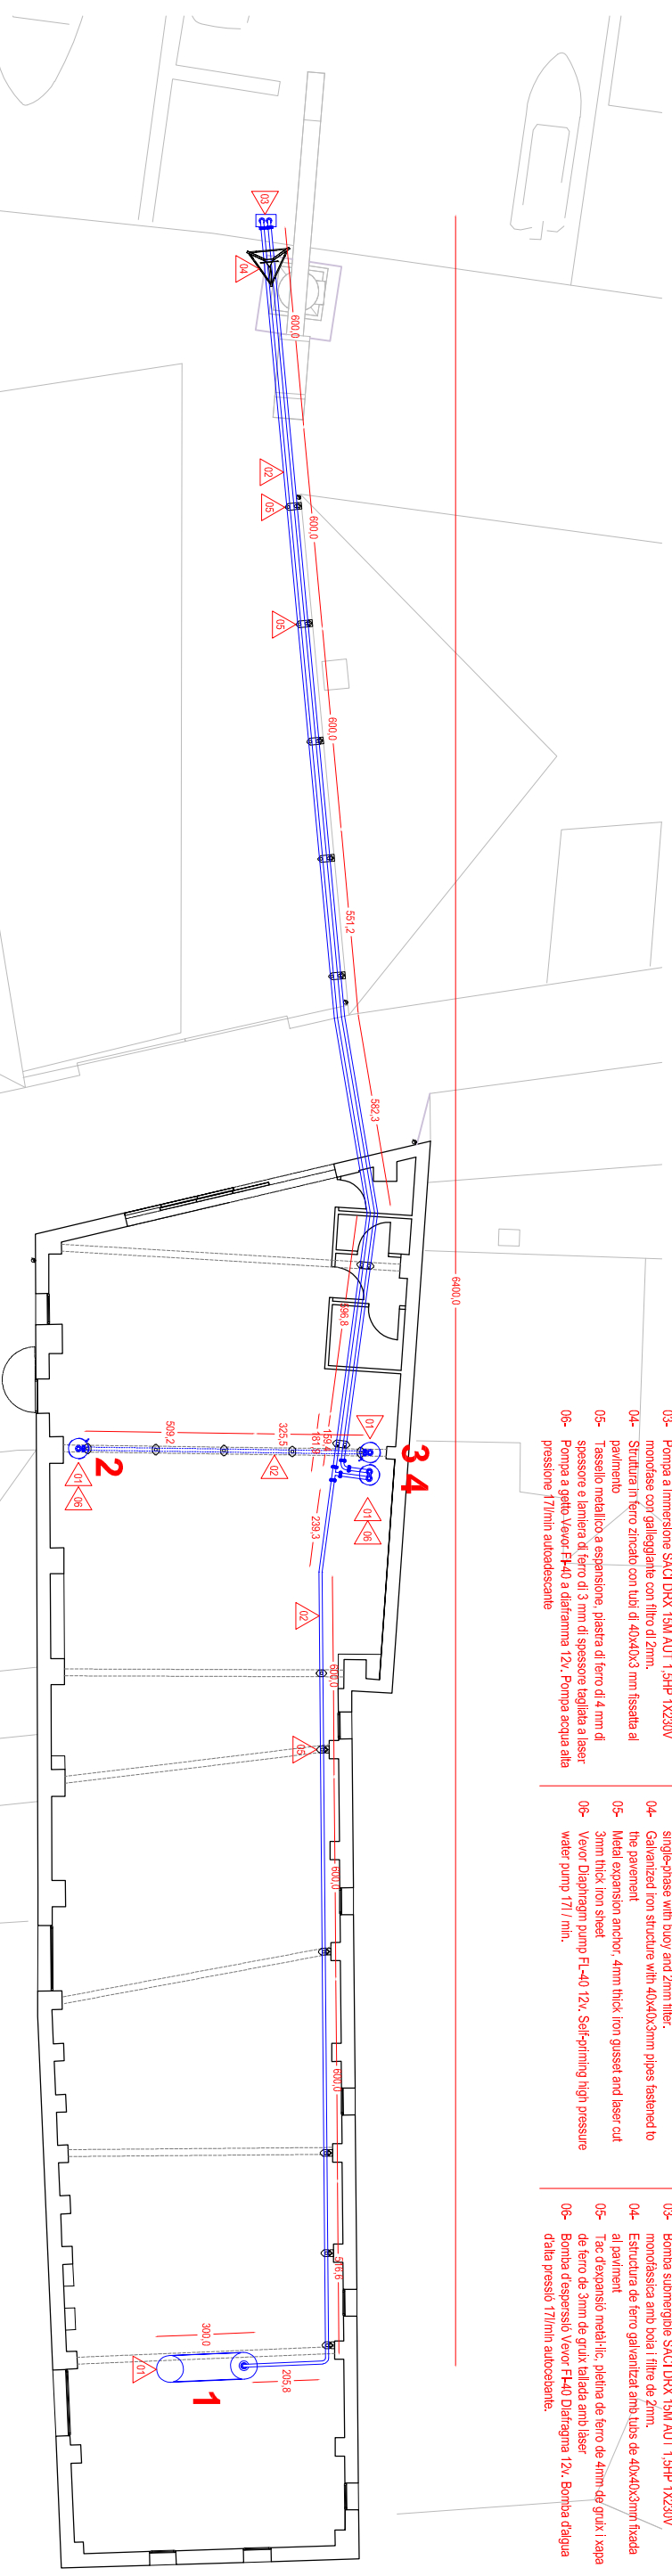 03- Pompa a immersione SACI DRX 15M AUT 1,5HP 1X230V
monofase con galleggiante con filtro di 2mm.
04- Struttura in ferro zincato con tubi di 40x40x3 mm fissatta al
pavimento
05- Tassello metallico a espansione, piastra di ferro di 4 mm di
spessore e lamiera di ferro di 3 mm di spessore tagliata a laser
06- Pompa a getto Vevor Fl-40 a diaframma 12v. Pompa acqua alta
pressione 17l/min autoadescante
single-phase with buoy and 2mm filter.
04- Galvanized iron structure with 40x40x3mm pipes fastened to
the pavement
05- Metal expansion anchor, 4mm thick iron gusset and laser cut
3mm thick iron sheet
06- Vevor Diaphragm pump FL-40 12v. Self-priming high pressure
water pump 17l / min.
03- Bomba submergible SACI DRX 15M AUT 1,5HP 1X230V
monofàssica amb boia i filtre de 2mm.
04- Estructura de ferro galvanitzat amb tubs de 40x40x3mm fixada
al paviment
05- Tac d'expansió metàl·lic, pletina de ferro de 4mm de gruix i xapa
de ferro de 3mm de gruix tallada amb làser
06- Bomba d'esperssió Vevor Fl-40 Diafragma 12v. Bomba d'aigua
d'alta pressió 17l/min autocebante.
6400,0
03
04
600,0
02
05
600,0
05
600,0
551,2
582,3
596,8
01
3 4
159,4
325,5
509,2
02
2
01
06
01
06
239,3
02
600,0
05
600,0
600,0
516,6
300,0
01
1
205,8